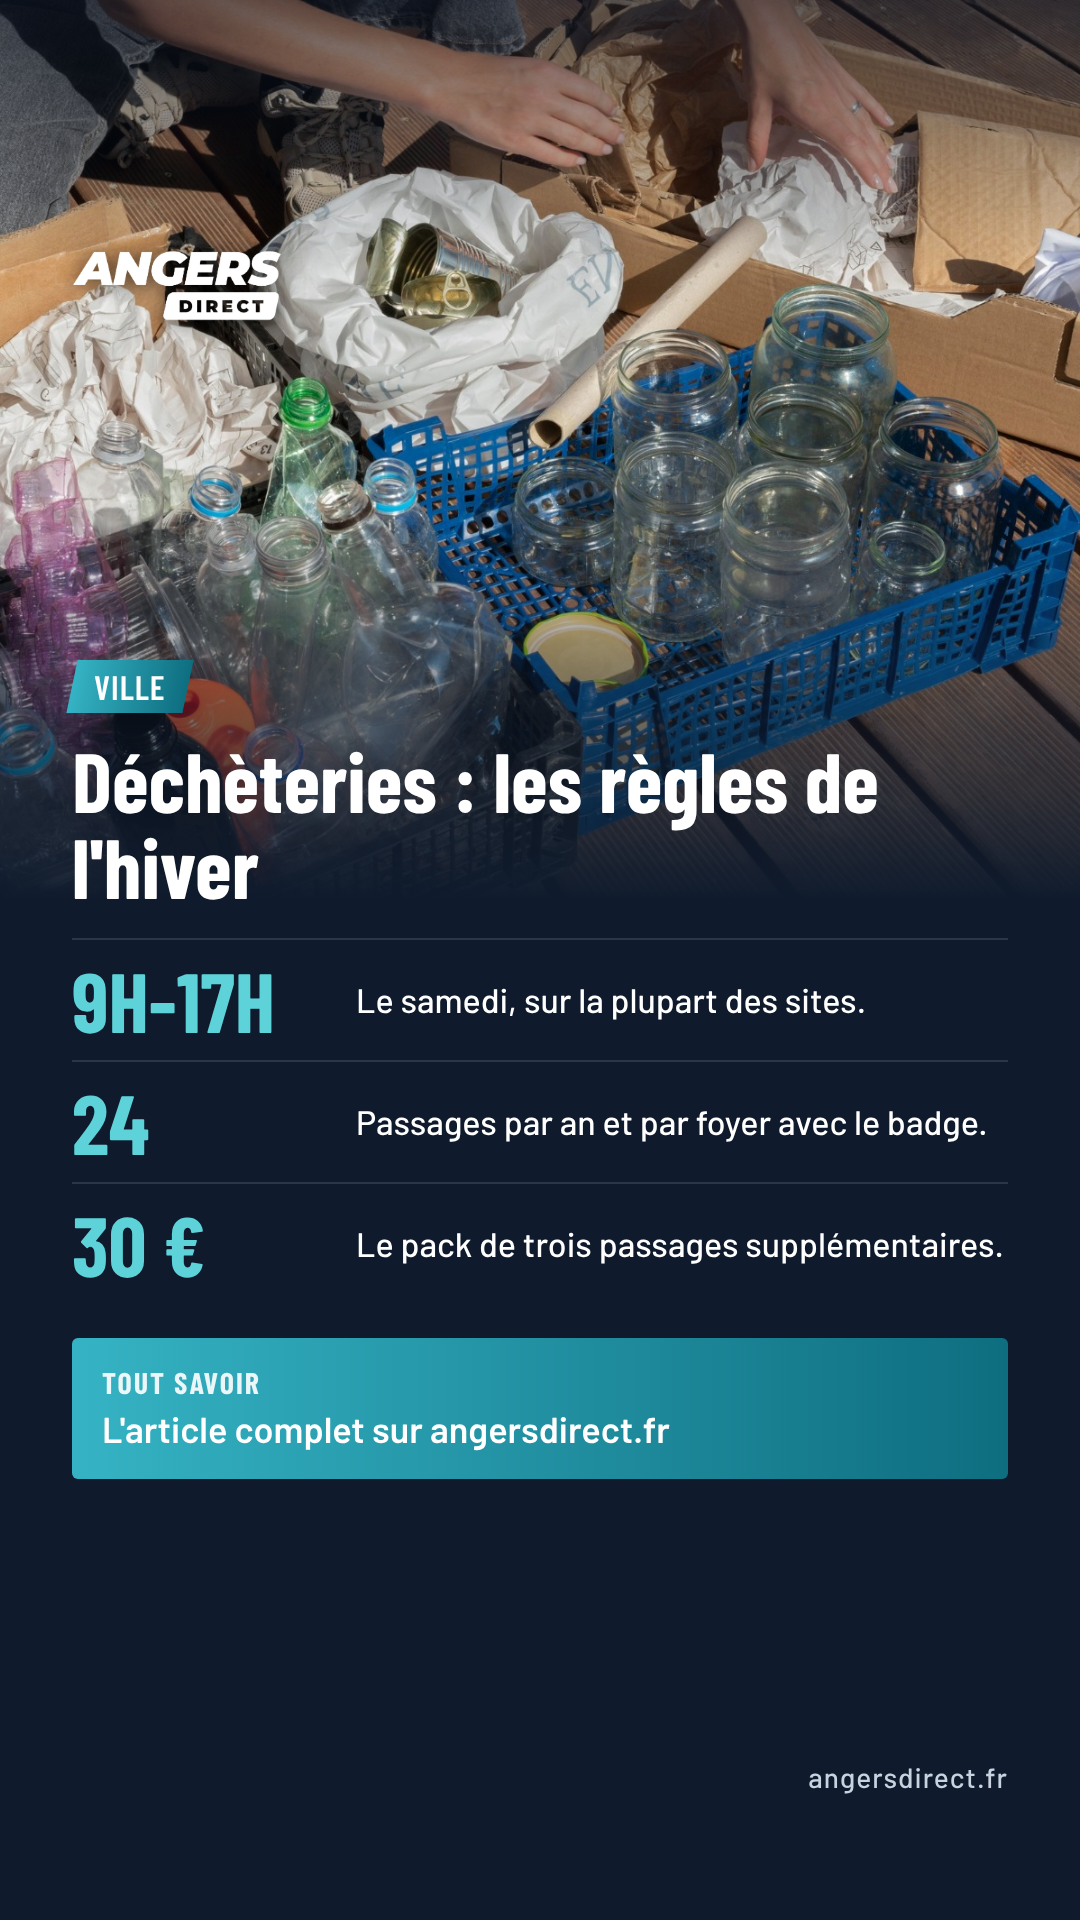 ANGERS
DIRECT
VILLE
Déchèteries : les règles de
l'hiver
9H-17H
Le samedi, sur la plupart des sites.
24
Passages par an et par foyer avec le badge.
30 €
Le pack de trois passages supplémentaires.
TOUT SAVOIR
L'article complet sur angersdirect.fr
angersdirect.fr